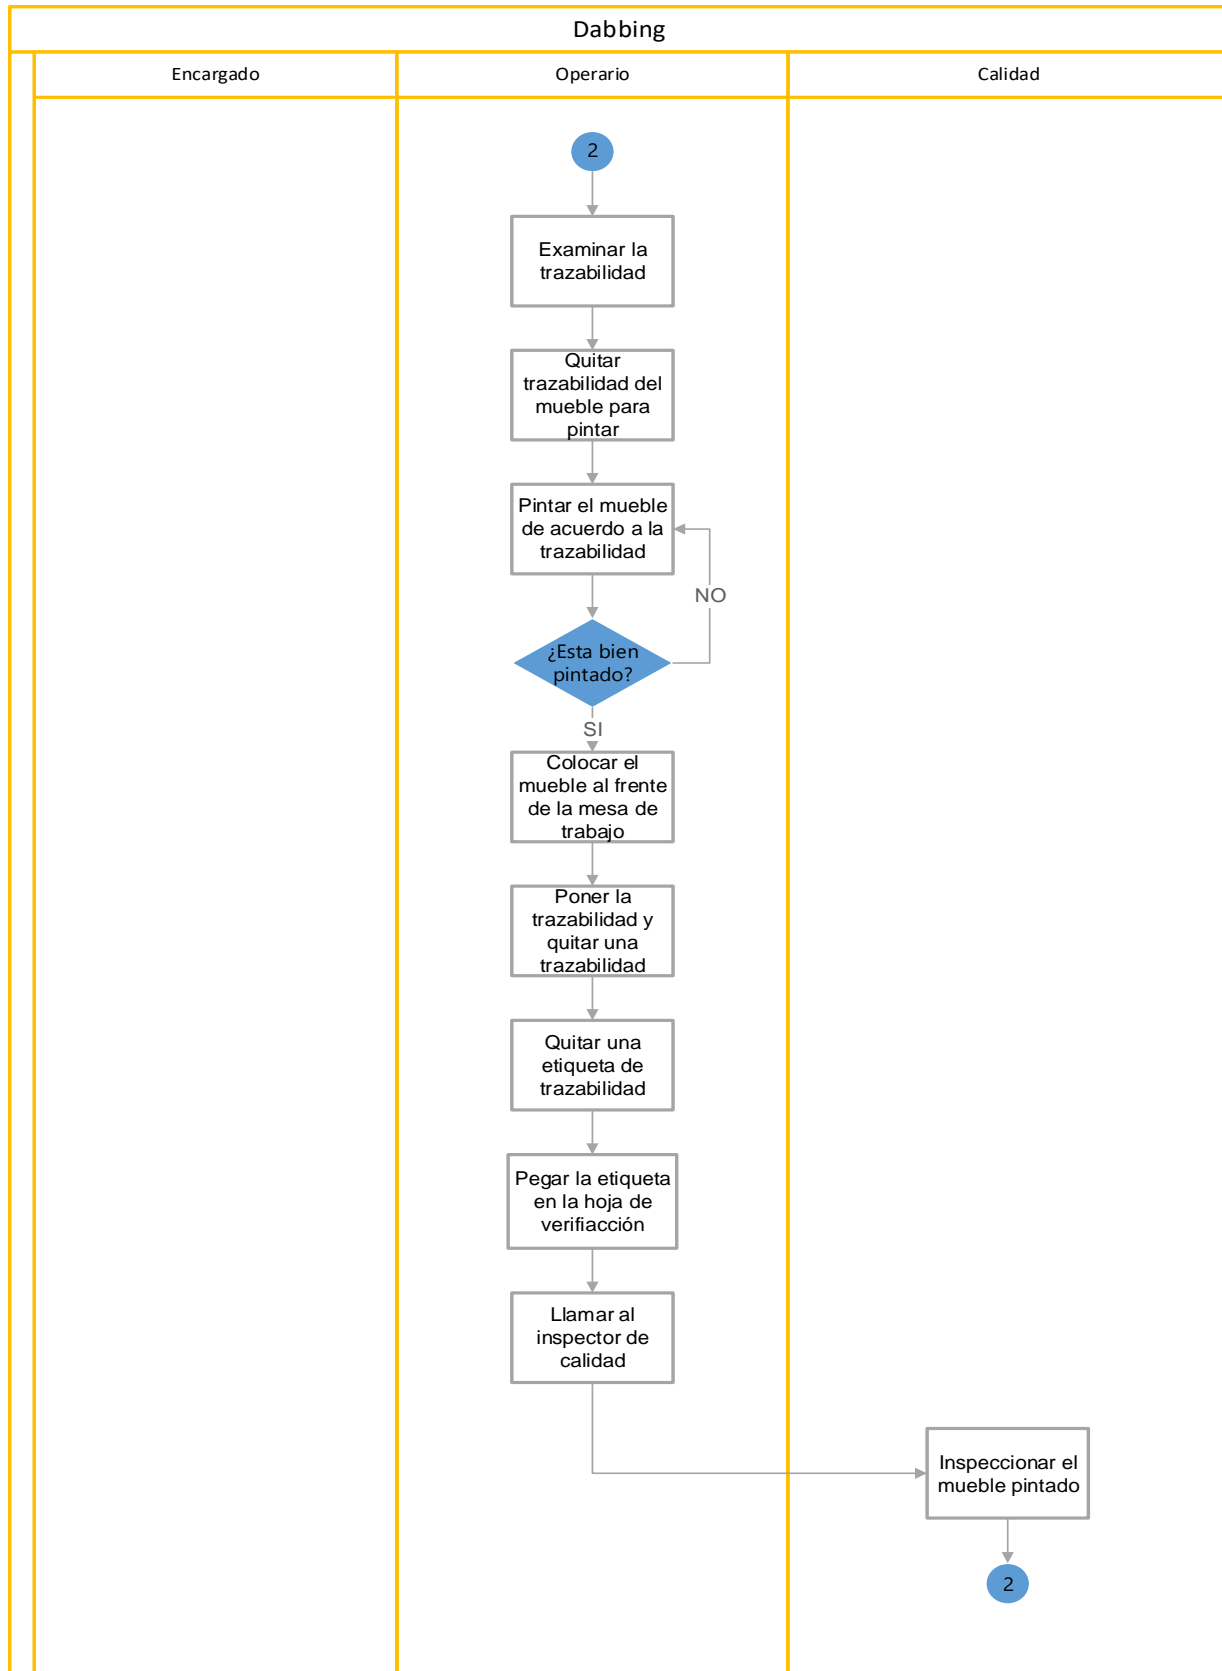 Dabbing
Encargado
Operario
Calidad
2
Examinar la
trazabilidad
Quitar
trazabilidad del
mueble para
pintar
Pintar el mueble
de acuerdo a la
trazabilidad
NO
¿Esta bien
pintado?
SI
Colocar el
mueble al frente
de la mesa de
trabajo
Poner la
trazabilidad y
quitar una
trazabilidad
Quitar una
etiqueta de
trazabilidad
Pegar la etiqueta
en la hoja de
verifiacción
Llamar al
inspector de
calidad
Inspeccionar el
mueble pintado
2